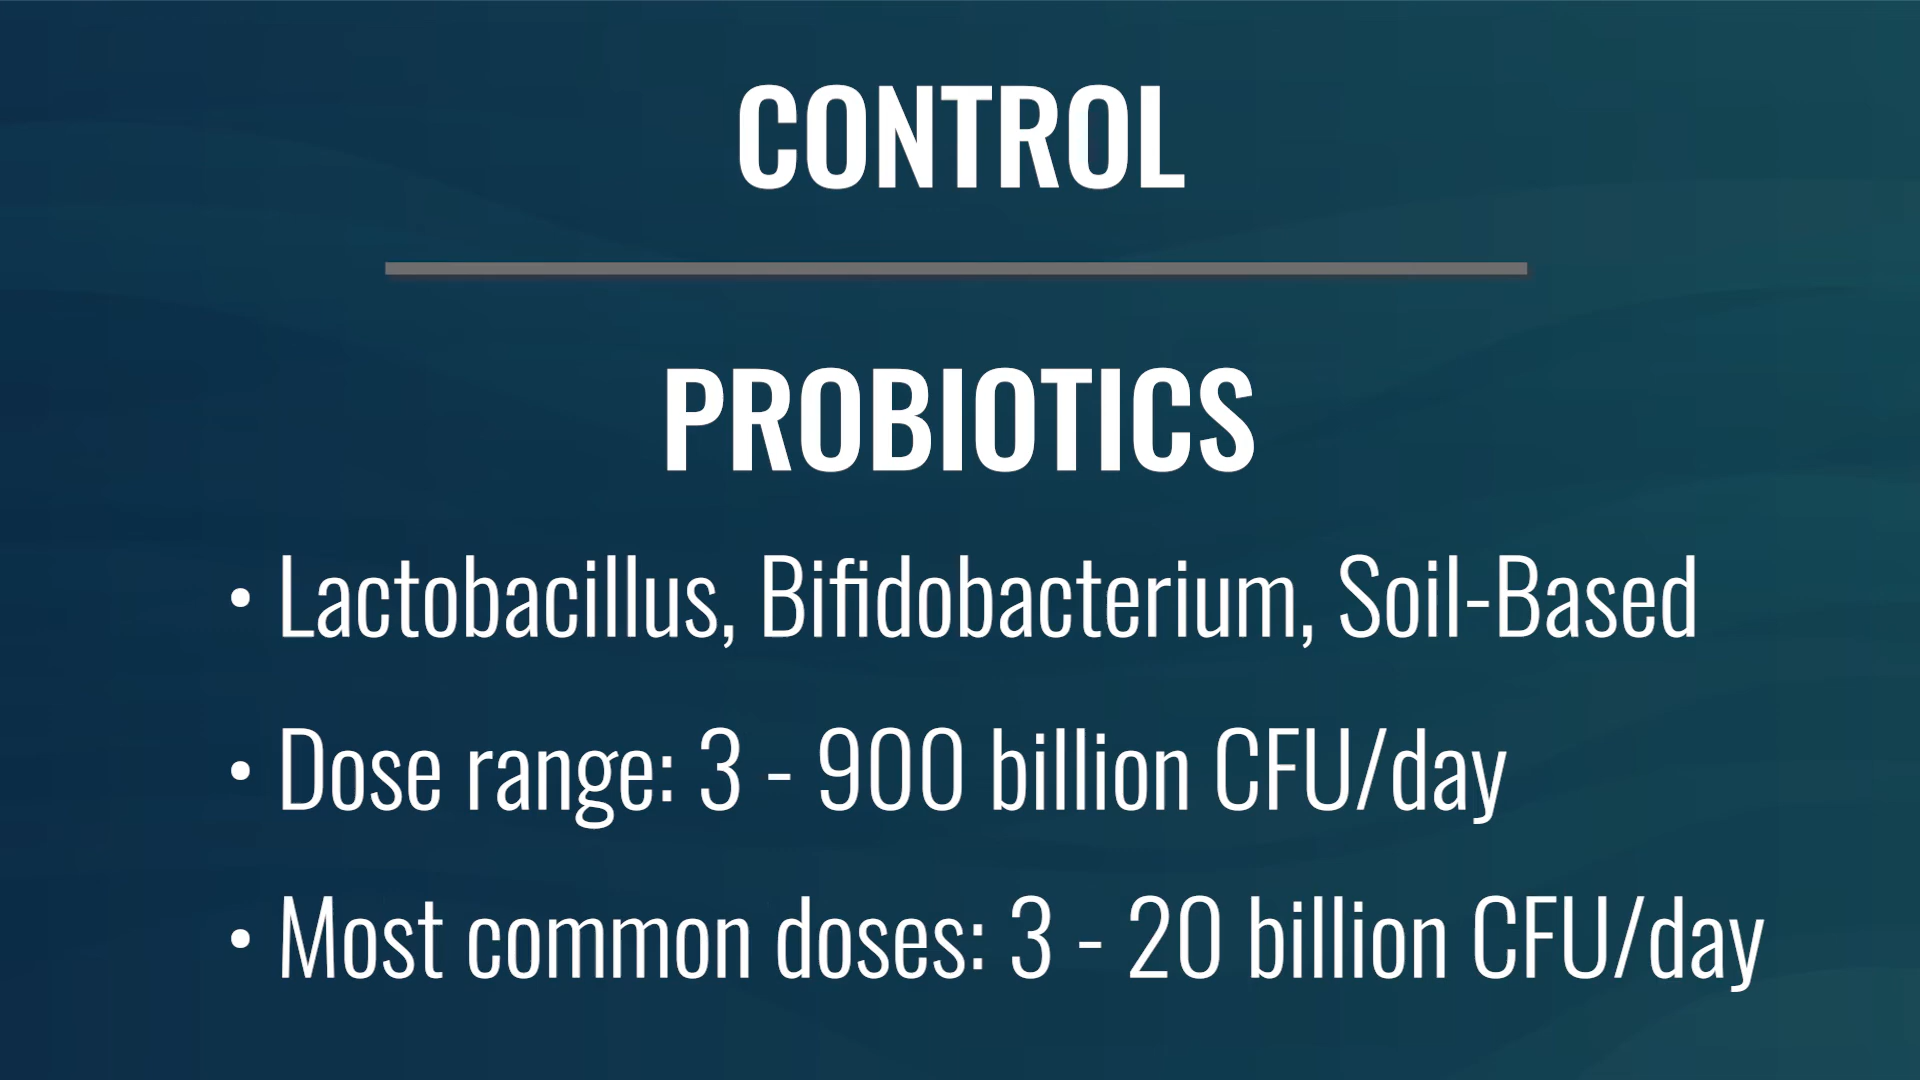 CONTROL
PROBIOTICS
• Lactobacillus, Bifidobacterium, Soil-Based
• Dose range: 3 - 900 billion CFU/day
• Most common doses: 3 - 20 billion CFU/day